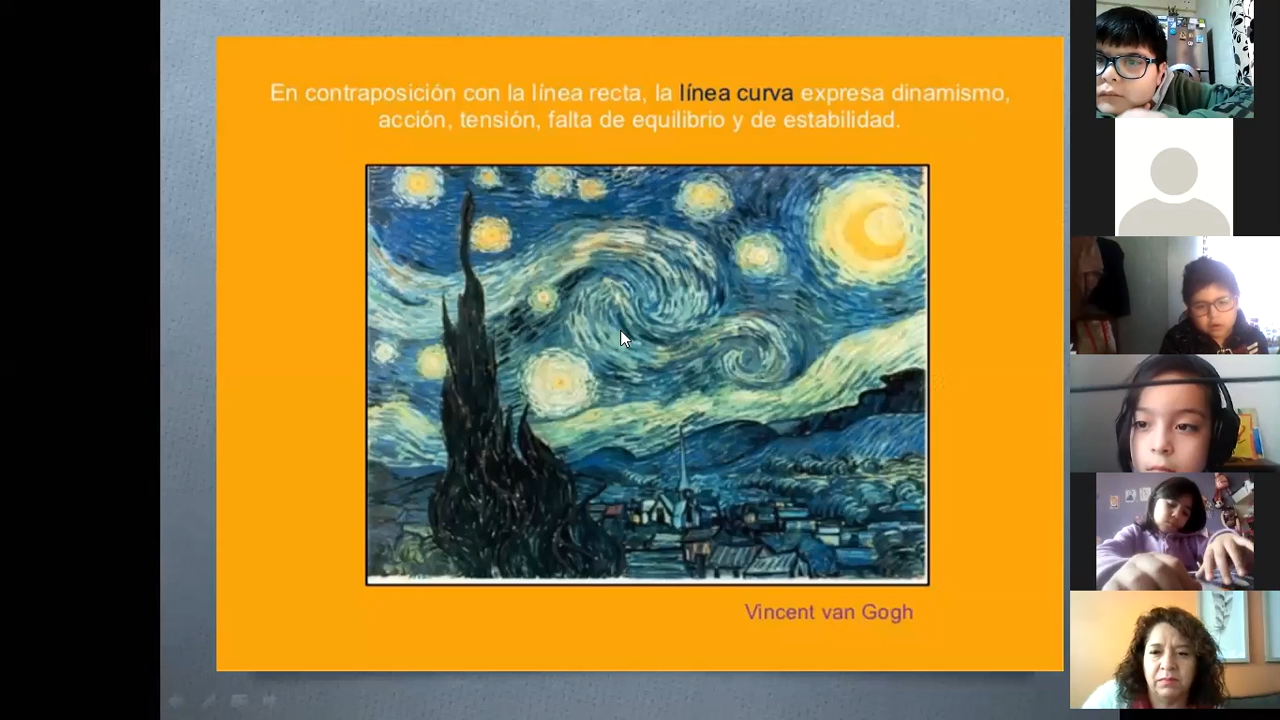 En contraposición con la línea recta, la línea curva expresa dinamismo,
acción, tensión, falta de equilibrio y de estabilidad.
Vincent van Gogh